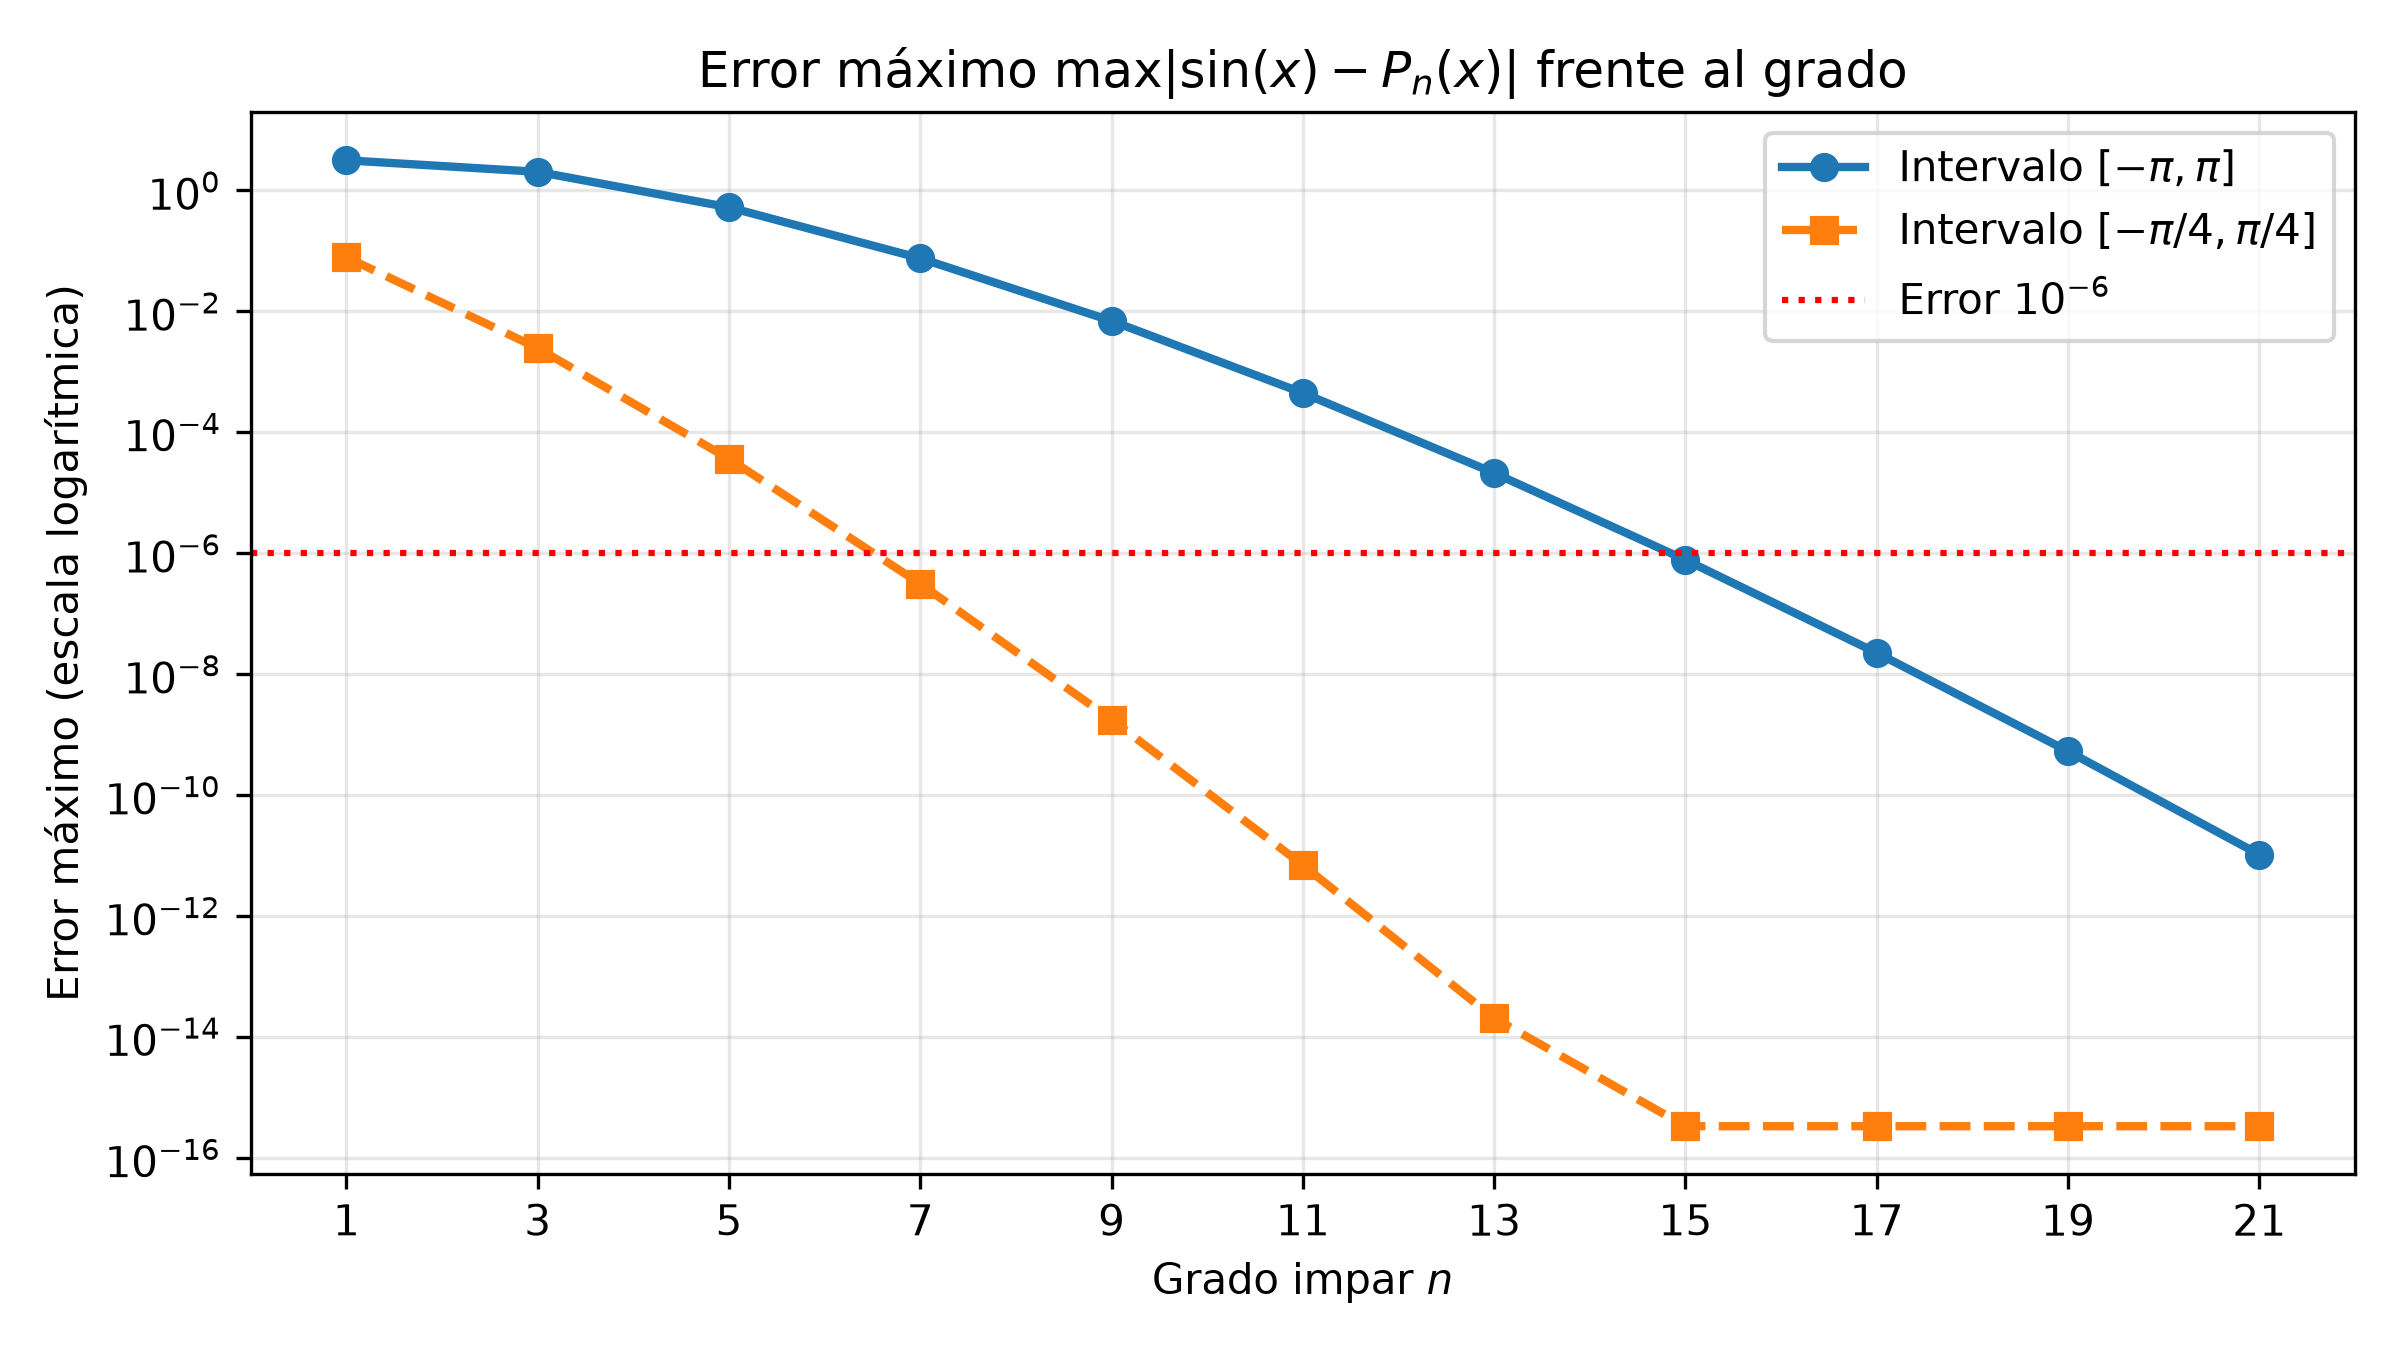 Error máximo max|sin(x) − Pₙ(x)| frente al grado
Intervalo [−π, π]
Intervalo [−π/4, π/4]
Error 10⁻⁶
Error máximo (escala logarítmica)
10⁰
10⁻²
10⁻⁴
10⁻⁶
10⁻⁸
10⁻¹⁰
10⁻¹²
10⁻¹⁴
10⁻¹⁶
1 3 5 7 9 11 13 15 17 19 21
Grado impar n